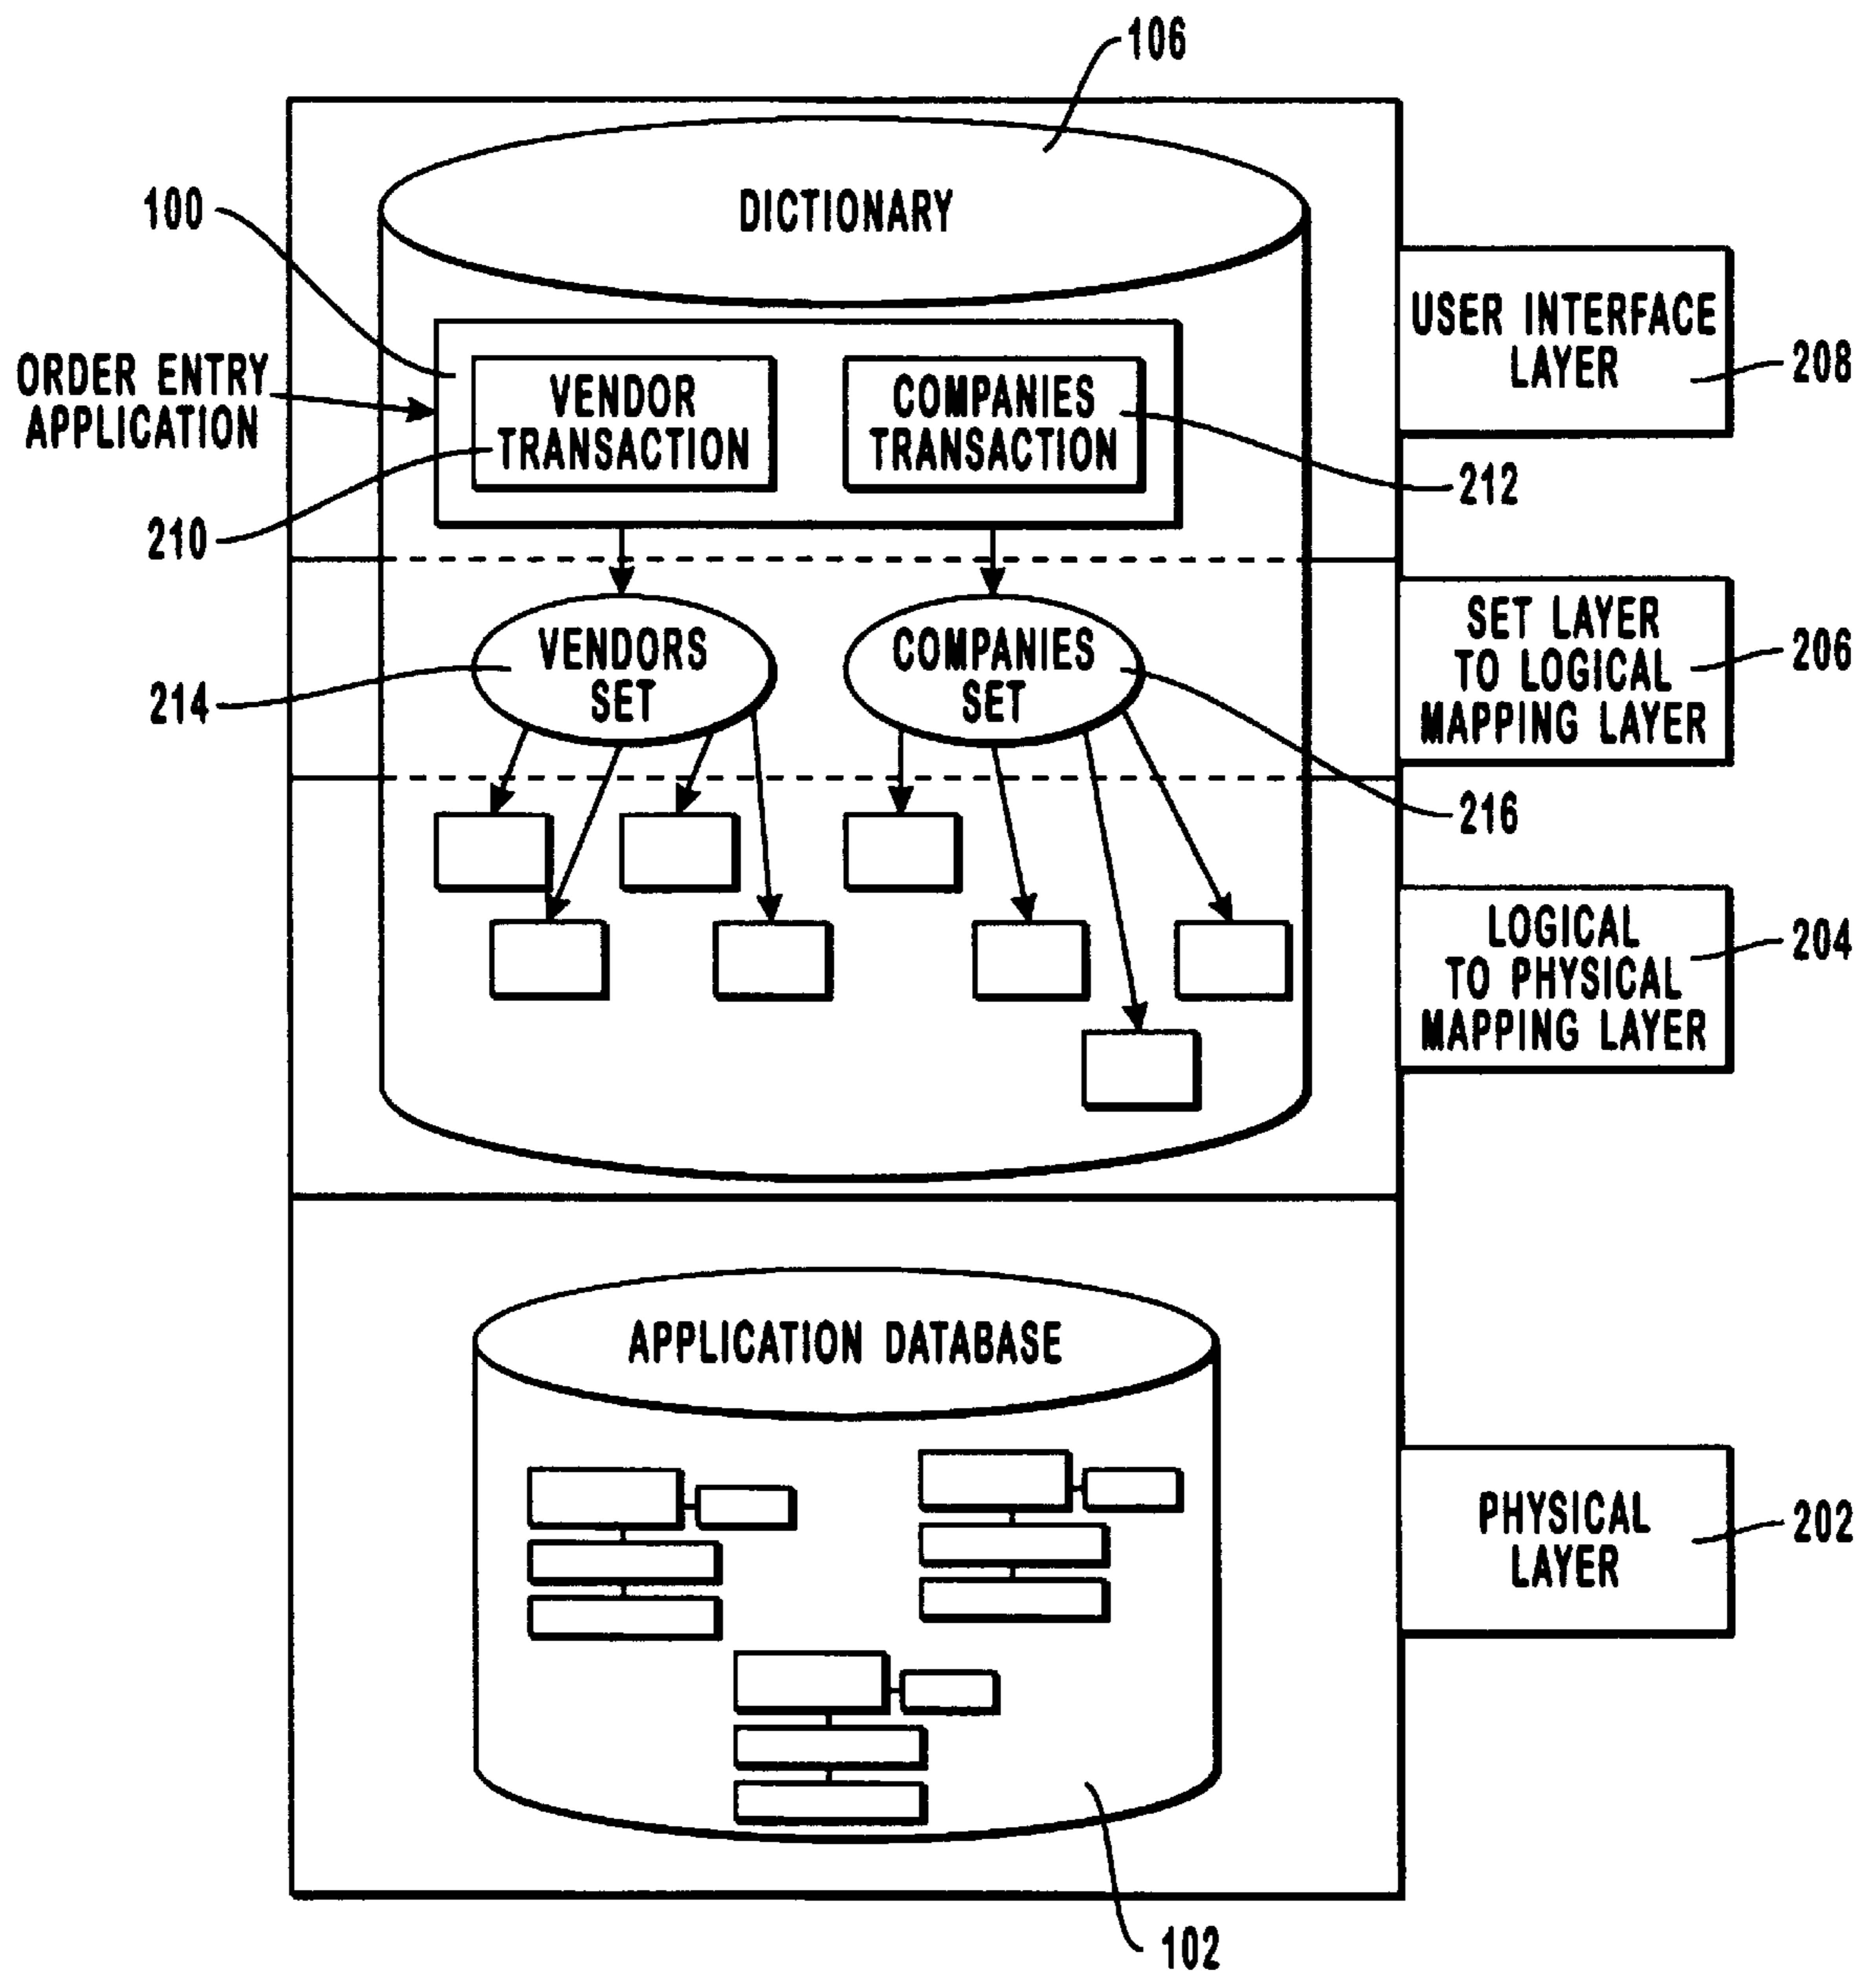 106
100
DICTIONARY
ORDER ENTRY
APPLICATION
VENDOR
TRANSACTION
COMPANIES
TRANSACTION
USER INTERFACE
LAYER
208
210
212
VENDORS
SET
COMPANIES
SET
SET LAYER
TO LOGICAL
MAPPING LAYER
206
214
216
LOGICAL
TO PHYSICAL
MAPPING LAYER
204
APPLICATION DATABASE
PHYSICAL
LAYER
202
102